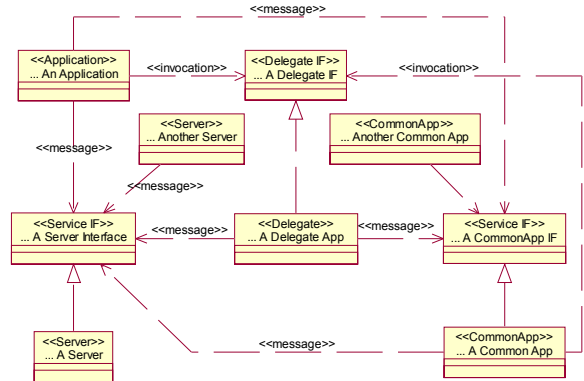 <<message>>
<<Application>>
... An Application
<<invocation>>
<<Delegate IF>>
... A Delegate IF
<<invocation>>
<<Server>>
... Another Server
<<CommonApp>>
... Another Common App
<<message>>
<<message>>
<<Service IF>>
... A Server Interface
<<message>>
<<Delegate>>
... A Delegate App
<<message>>
<<Service IF>>
... A CommonApp IF
<<Server>>
... A Server
<<message>>
<<CommonApp>>
... A Common App